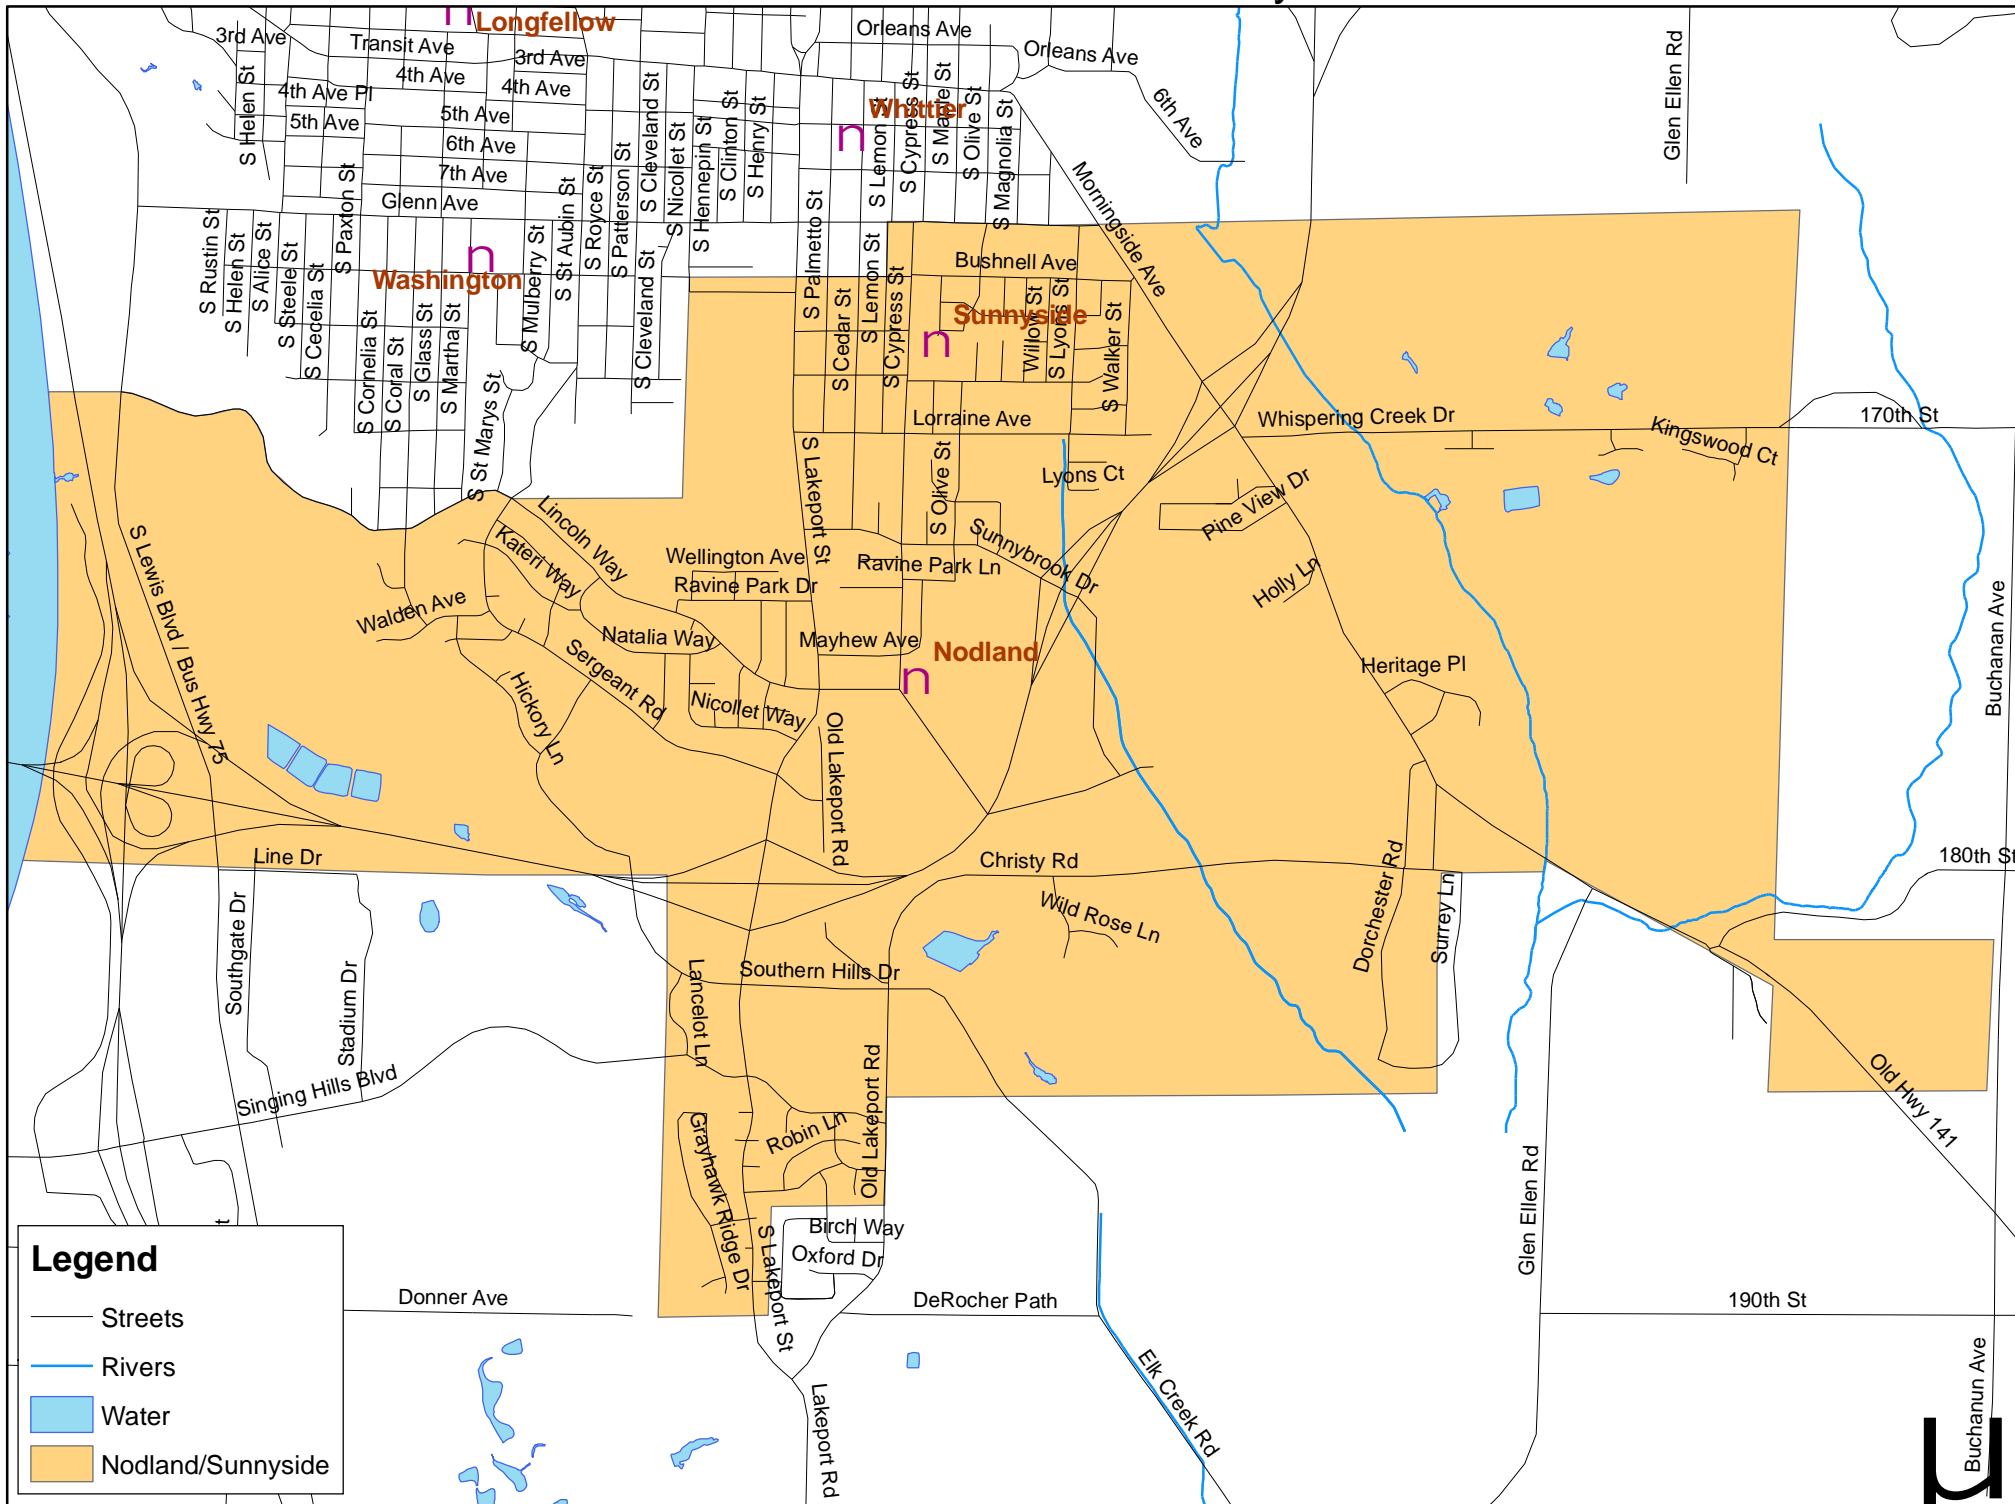 Longfellow
3rd Ave
Transit Ave
3rd Ave
Orleans Ave
Orleans Ave
4th Ave
4th Ave
4th Ave Pl
5th Ave
5th Ave
6th Ave
6th Ave
7th Ave
Glenn Ave
S Helen St
S Cleveland St
S Nicollet St
S Hennepin St
S Clinton St
S Henry St
Whittier
n
S Lemon St
S Cypress St
S Maple St
S Olive St
S Magnolia St
Glen Ellen Rd
Morningside Ave
S Paxton St
S St Aubin St
S Royce St
S Patterson St
S Palmetto St
S Rustin St
S Helen St
S Alice St
S Steele St
S Cecelia St
n
Washington
S Mulberry St
S Cleveland St
S Cornelia St
S Coral St
S Glass St
S Martha St
S St Marys St
S Cedar St
S Lemon St
S Cypress St
Bushnell Ave
Sunnyside
n
Willow St
S Lyons St
S Walker St
Lorraine Ave
Whispering Creek Dr
Kingswood Ct
170th St
S Lakeport St
S Olive St
Lyons Ct
Pine View Dr
Holly Ln
Lincoln Way
Kateri Way
Wellington Ave
Ravine Park Dr
Ravine Park Ln
Sunnybrook Dr
Walden Ave
Natalia Way
Mayhew Ave
Nodland
n
Heritage Pl
Buchanan Ave
S Lewis Blvd / Bus Hwy 75
Sergeant Rd
Hickory Ln
Nicollet Way
Old Lakeport Rd
Line Dr
Christy Rd
180th St
Wild Rose Ln
Dorchester Rd
Surrey Ln
Southgate Dr
Stadium Dr
Lancelot Ln
Southern Hills Dr
Singing Hills Blvd
Old Lakeport Rd
Robin Ln
Grayhawk Ridge Dr
Old Hwy 141
Glen Ellen Rd
S Lakeport St
Birch Way
Oxford Dr
Donner Ave
DeRocher Path
190th St
Elk Creek Rd
Lakeport Rd
Buchanun Ave
Legend
Streets
Rivers
Water
Nodland/Sunnyside
µ